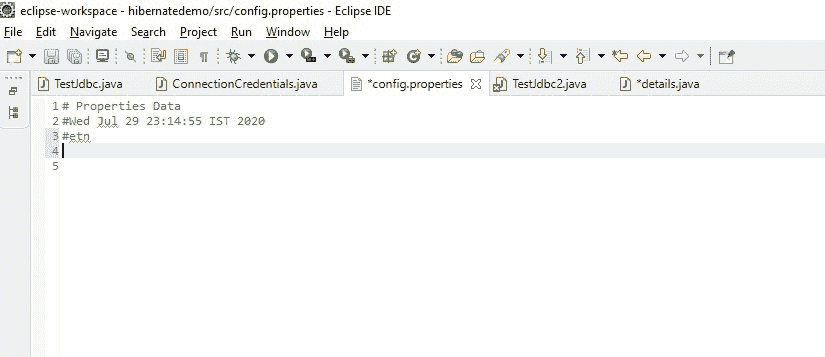 eclipse-workspace - hibernatedemo/src/config.properties - Eclipse IDE
File Edit Navigate Search Project Run Window Help
TestJdbc.java ConnectionCredentials.java *config.properties TestJdbc2.java *details.java
1 # Properties Data
2 #Wed Jul 29 23:14:55 IST 2020
3 #etn
4
5